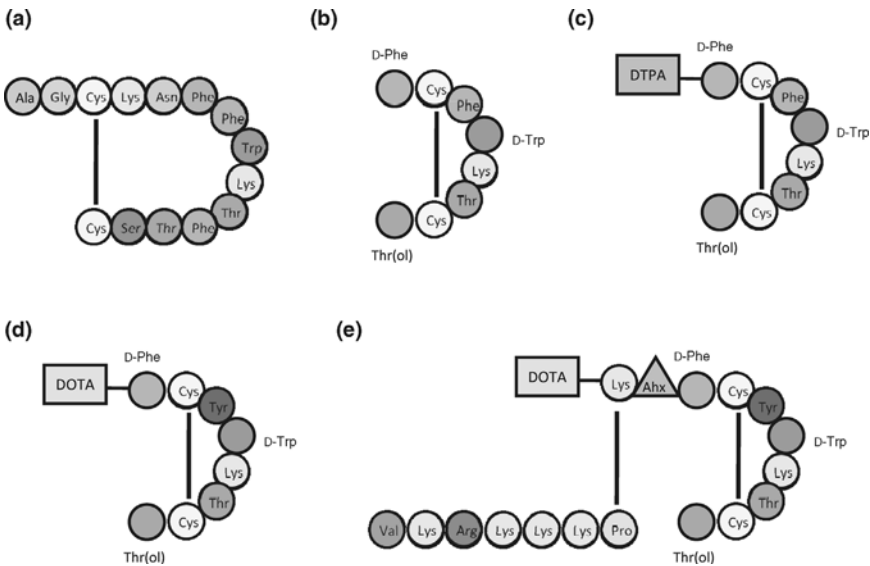 (a)
(b)
(c)
D-Phe
D-Phe
DTPA
Ala Gly Cys Lys Asn Phe
Phe
Trp
Lys
Thr
Cys Ser Thr Phe
Cys
Phe
D-Trp
Lys
Thr
Cys
Thr(ol)
Cys
Phe
D-Trp
Lys
Thr
Cys
Thr(ol)
(d)
(e)
D-Phe
DOTA
Cys
Tyr
D-Trp
Lys
Thr
Cys
Thr(ol)
D-Phe
DOTA
Lys Ahx
Cys
Tyr
D-Trp
Lys
Thr
Cys
Val Lys Arg Lys Lys Lys Pro
Thr(ol)